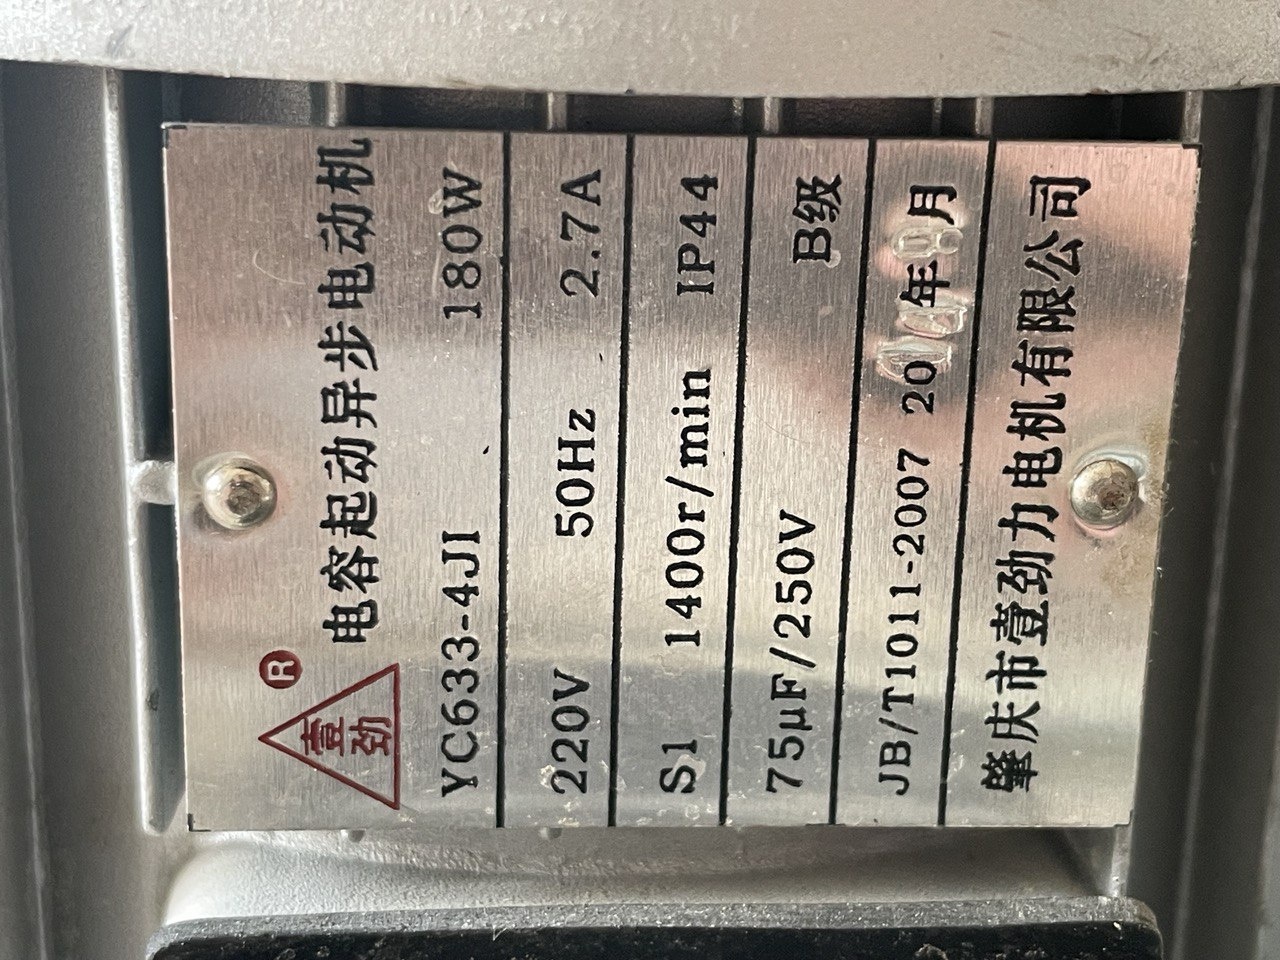 壹劲 ®
电容起动异步电动机
YC633-4JI 180W
220V 50Hz 2.7A
S1 1400r/min IP44
75μF/250V B级
JB/T1011-2007 20 年 月
肇庆市壹劲力电机有限公司